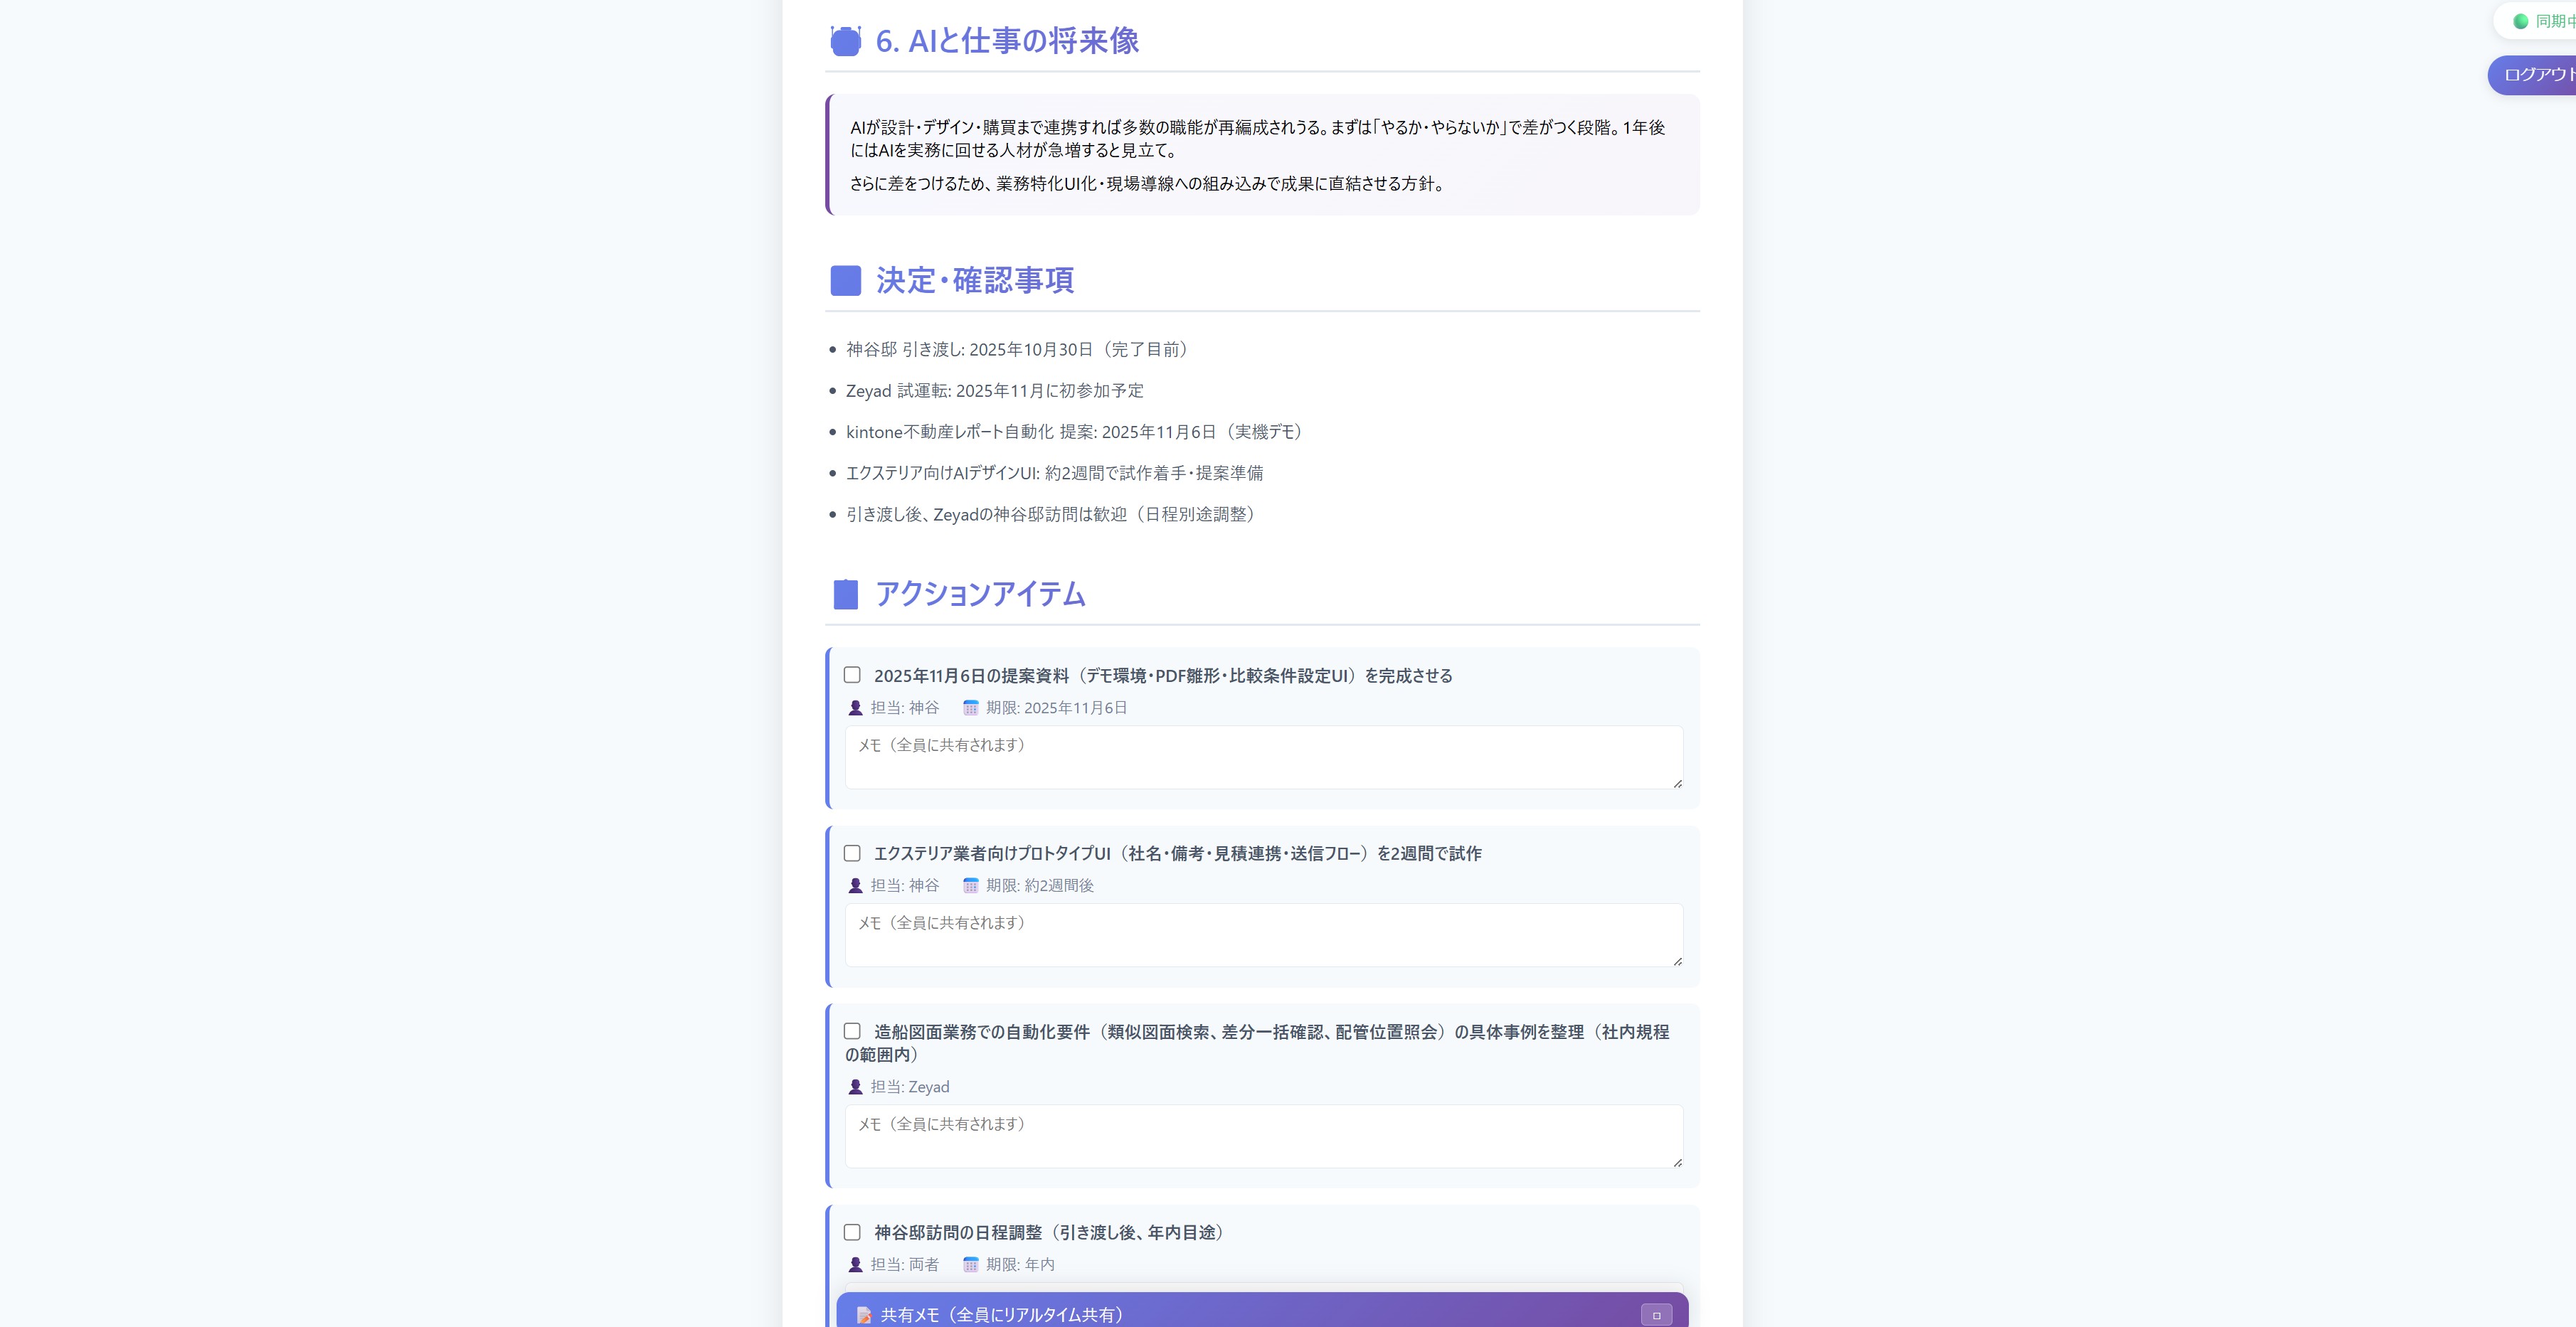 6. AIと仕事の将来像
同期中
ログアウト
AIが設計・デザイン・購買まで連携すれば多数の職能が再編成されうる。まずは「やるか・やらないか」で差がつく段階。1年後
にはAIを実務に回せる人材が急増すると見立て。
さらに差をつけるため、業務特化UI化・現場導線への組み込みで成果に直結させる方針。
決定・確認事項
• 神谷邸 引き渡し: 2025年10月30日（完了目前）
• Zeyad 試運転: 2025年11月に初参加予定
• kintone不動産レポート自動化 提案: 2025年11月6日（実機デモ）
• エクステリア向けAIデザインUI: 約2週間で試作着手・提案準備
• 引き渡し後、Zeyadの神谷邸訪問は歓迎（日程別途調整）
アクションアイテム
2025年11月6日の提案資料（デモ環境・PDF雛形・比較条件設定UI）を完成させる
担当: 神谷 期限: 2025年11月6日
メモ（全員に共有されます）
エクステリア業者向けプロトタイプUI（社名・備考・見積連携・送信フロー）を2週間で試作
担当: 神谷 期限: 約2週間後
メモ（全員に共有されます）
造船図面業務での自動化要件（類似図面検索、差分一括確認、配管位置照会）の具体事例を整理（社内規程
の範囲内）
担当: Zeyad
メモ（全員に共有されます）
神谷邸訪問の日程調整（引き渡し後、年内目途）
担当: 両者 期限: 年内
共有メモ（全員にリアルタイム共有）